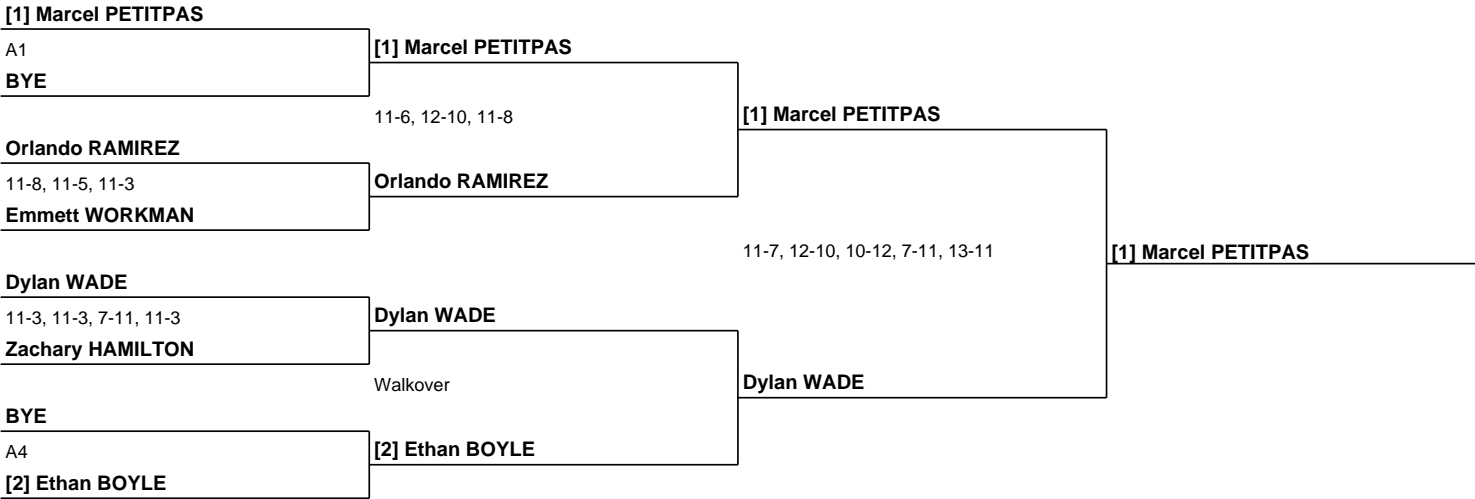 [1] Marcel PETITPAS
A1
BYE
[1] Marcel PETITPAS
11-6, 12-10, 11-8
Orlando RAMIREZ
11-8, 11-5, 11-3
Emmett WORKMAN
Orlando RAMIREZ
[1] Marcel PETITPAS
11-7, 12-10, 10-12, 7-11, 13-11
[1] Marcel PETITPAS
Dylan WADE
11-3, 11-3, 7-11, 11-3
Zachary HAMILTON
Dylan WADE
Walkover
Dylan WADE
BYE
A4
[2] Ethan BOYLE
[2] Ethan BOYLE